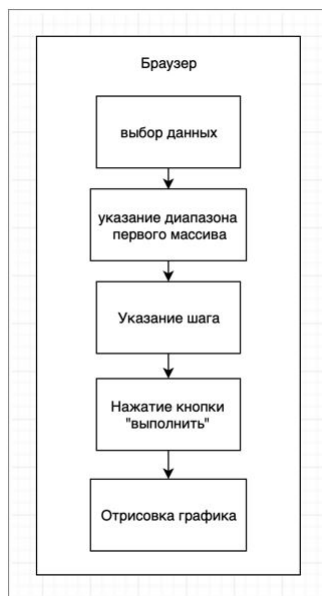 Браузер
выбор данных
указание диапазона
первого массива
Указание шага
Нажатие кнопки
"выполнить"
Отрисовка графика